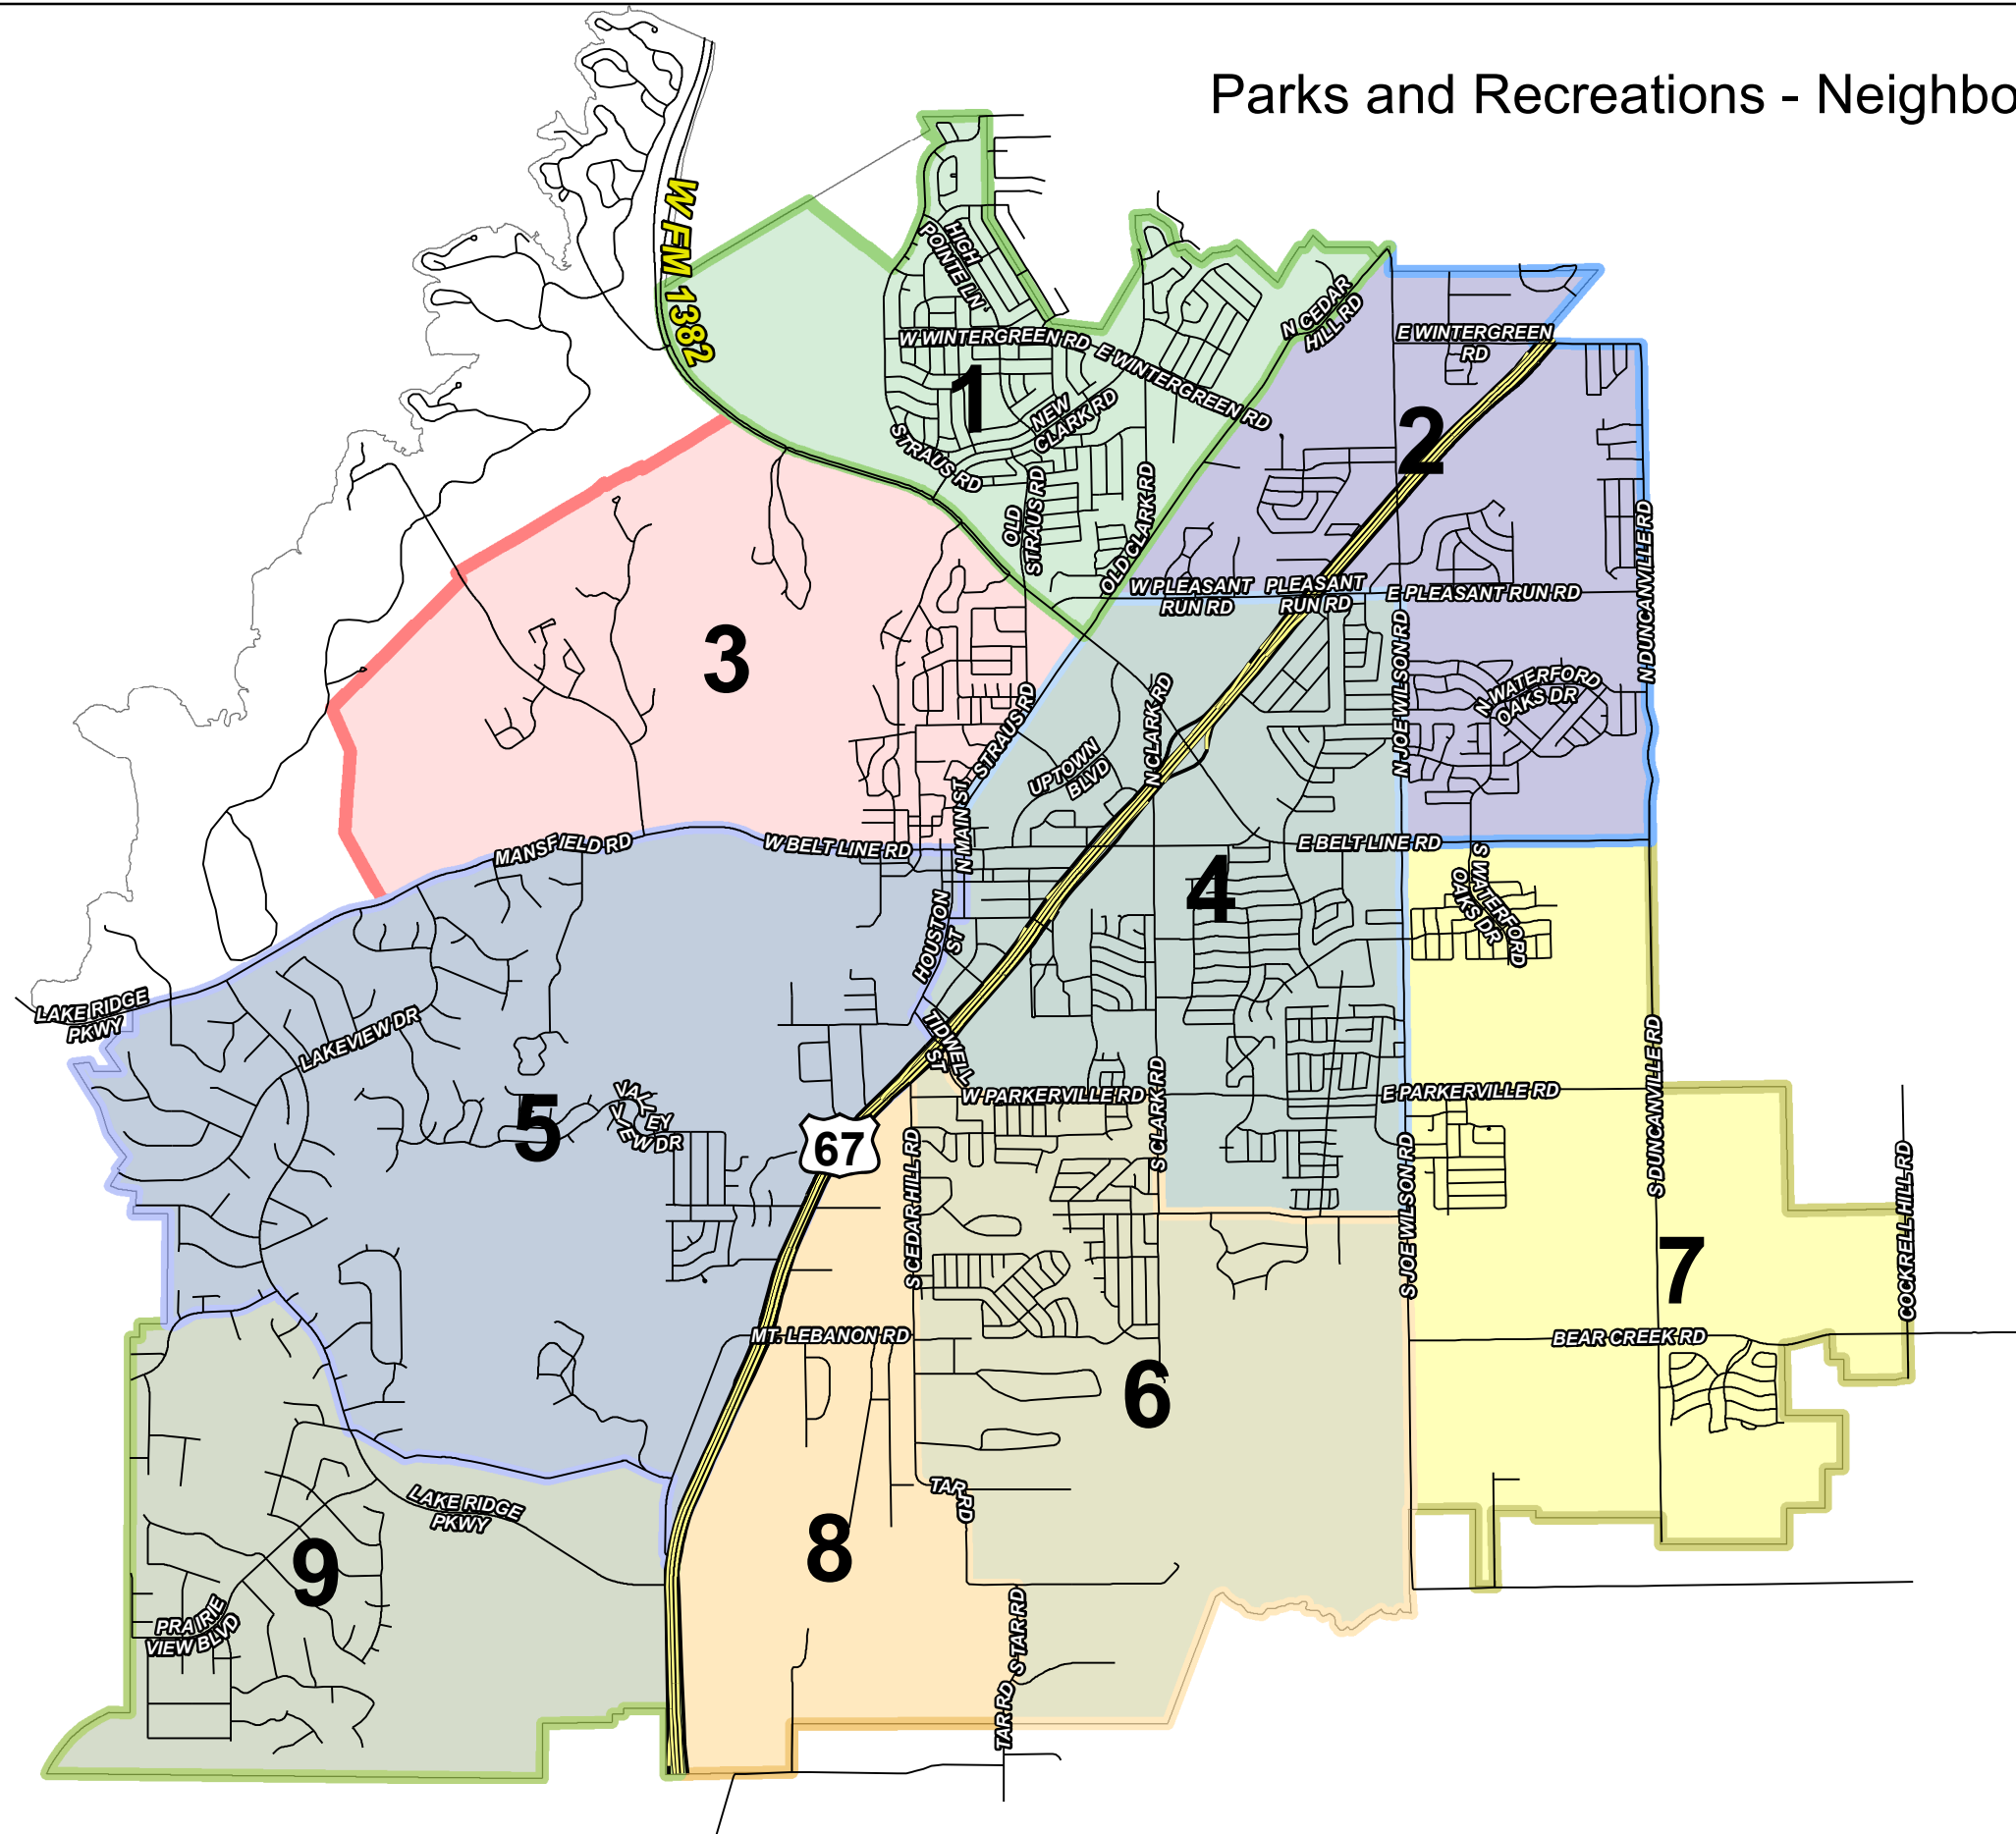 Parks and Recreations - Neighbo
W FM 1382
HIGH
POINTE LN
N CEDAR
HILL RD
W WINTERGREEN RD
E WINTERGREEN RD
E WINTERGREEN
RD
1
NEW
CLARK RD
2
STRAUS RD
OLD
STRAUS RD
OLD CLARK RD
N DUNCANVILLE RD
W PLEASANT
RUN RD
PLEASANT
RUN RD
E PLEASANT RUN RD
3
N JOE WILSON RD
N WATERFORD
OAKS DR
STRAUS RD
N CLARK RD
UPTOWN
BLVD
N MAIN ST
MANSFIELD RD
W BELT LINE RD
E BELT LINE RD
4
S WATERFORD
OAKS DR
HOUSTON
ST
LAKE RIDGE
PKWY
LAKEVIEW DR
TIDWELL
ST
S DUNCANVILLE RD
5
VALLEY
VIEW DR
W PARKERVILLE RD
S CLARK RD
E PARKERVILLE RD
67
S CEDAR HILL RD
S JOE WILSON RD
COCKRELL HILL RD
7
MT. LEBANON RD
BEAR CREEK RD
6
LAKE RIDGE
PKWY
TAR RD
8
9
PRAIRIE
VIEW BLVD
S TAR RD
TAR RD